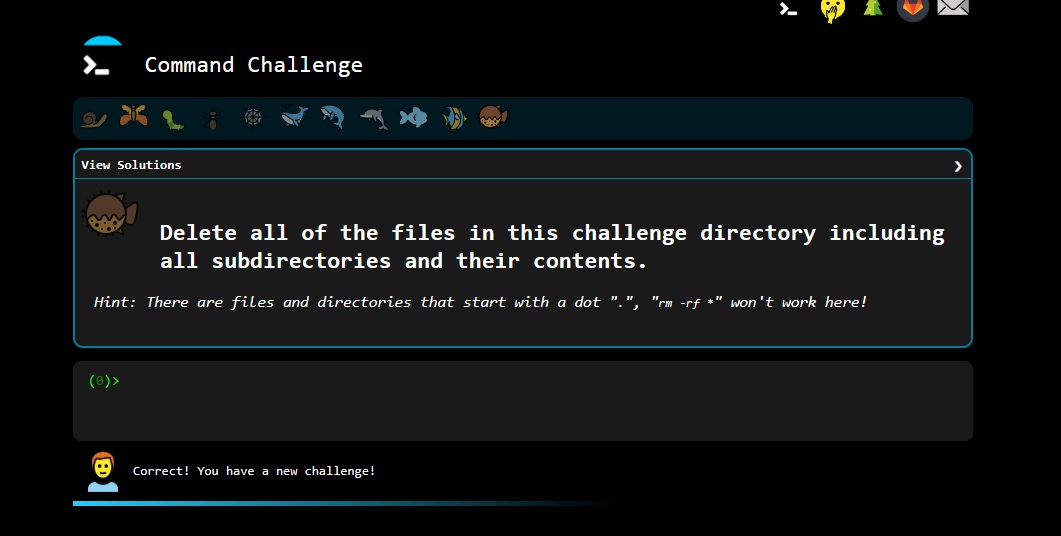 Command Challenge
View Solutions
Delete all of the files in this challenge directory including
all subdirectories and their contents.
Hint: There are files and directories that start with a dot ".", "rm -rf *" won't work here!
(0)>
Correct! You have a new challenge!